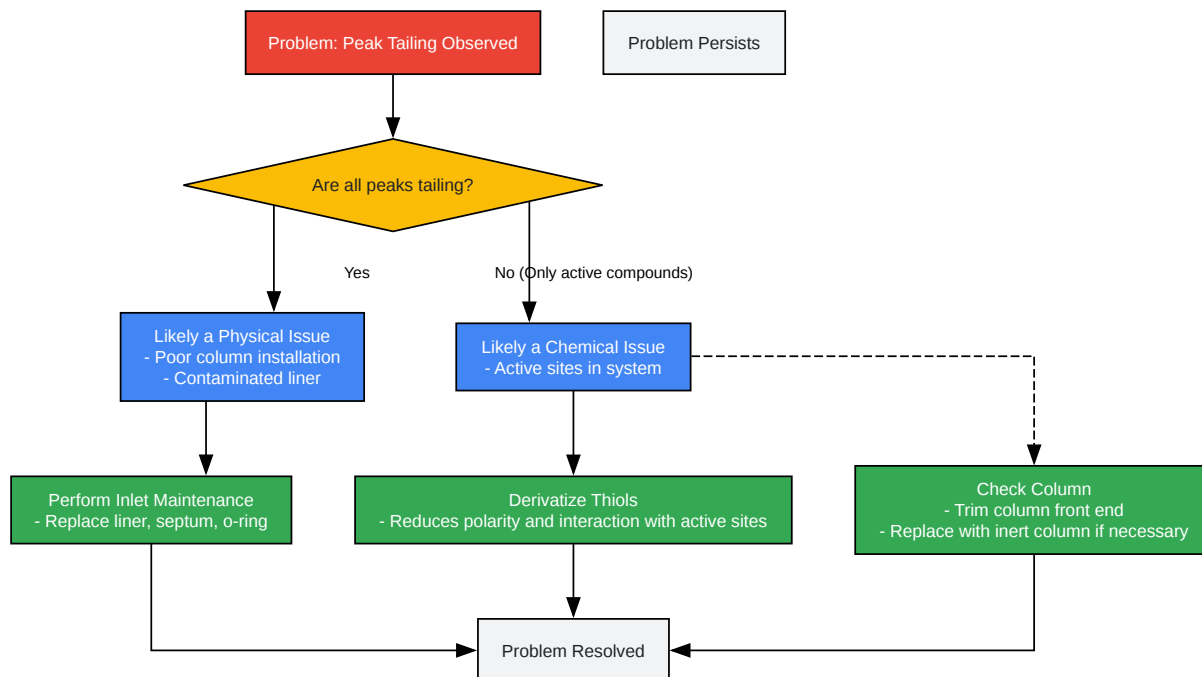 Problem: Peak Tailing Observed
Problem Persists
Are all peaks tailing?
Yes
No (Only active compounds)
Likely a Physical Issue
- Poor column installation
- Contaminated liner
Likely a Chemical Issue
- Active sites in system
Perform Inlet Maintenance
- Replace liner, septum, o-ring
Derivatize Thiols
- Reduces polarity and interaction with active sites
Check Column
- Trim column front end
- Replace with inert column if necessary
Problem Resolved